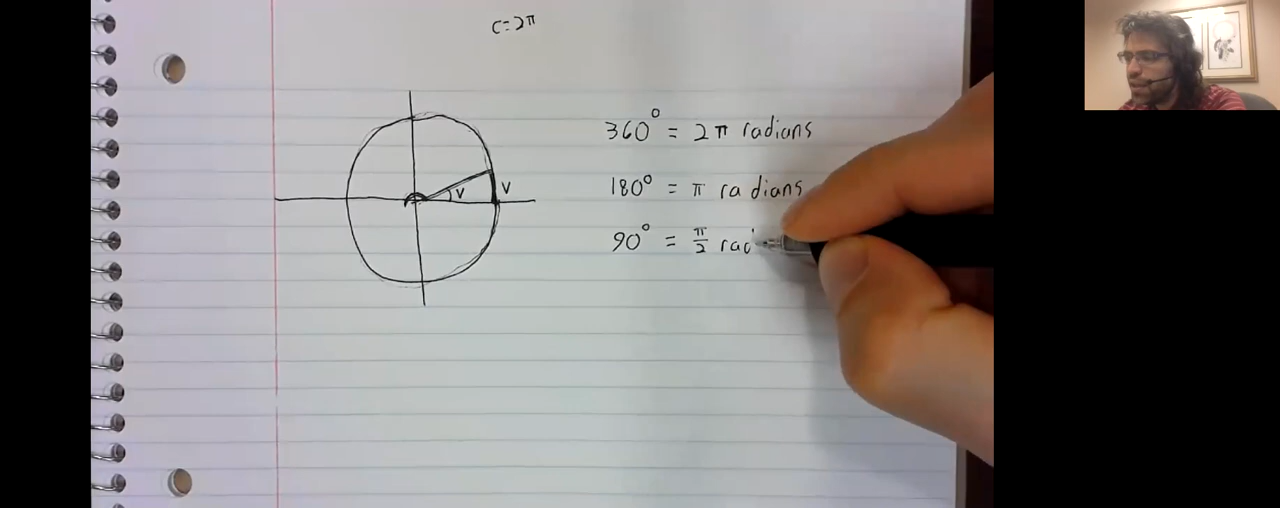 c=2π
360° = 2π radians
v v
180° = π radians
90° = π/2 rad